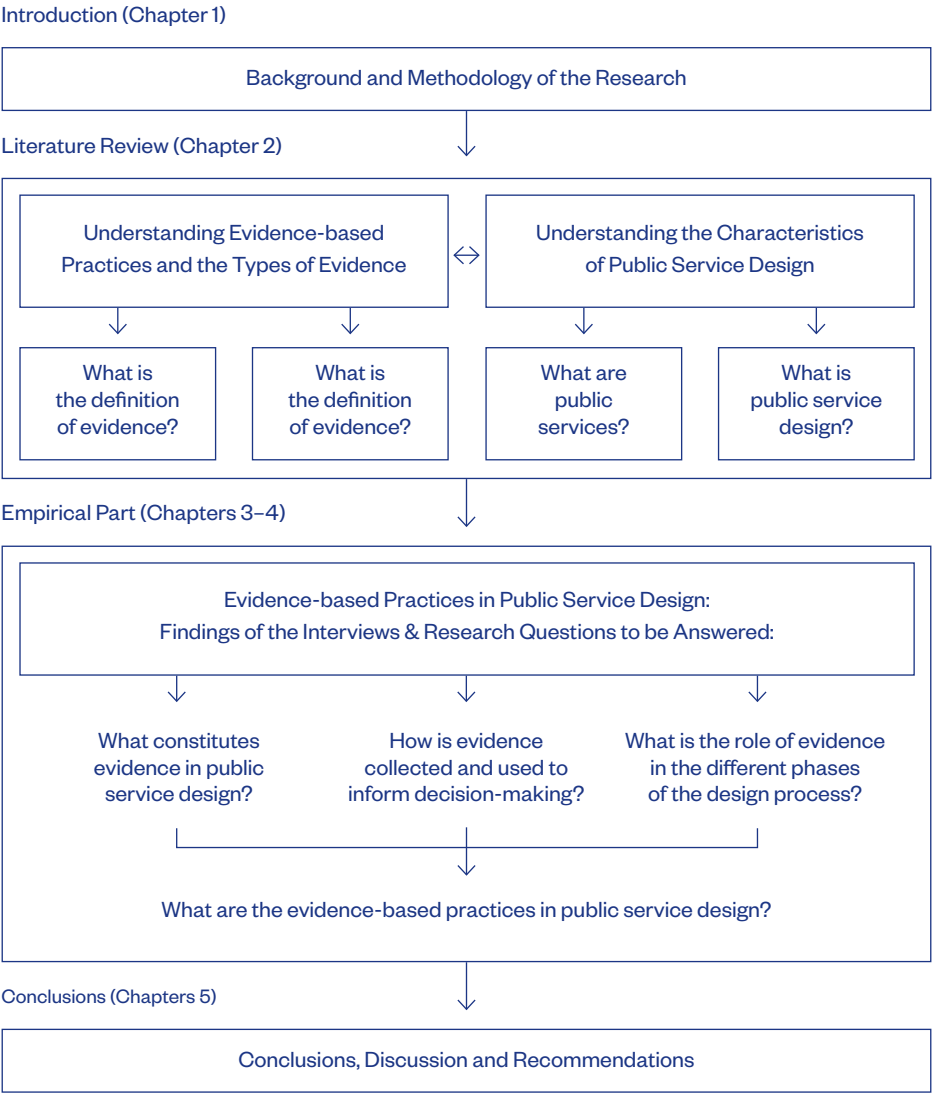 Introduction (Chapter 1)
Background and Methodology of the Research
Literature Review (Chapter 2)
Understanding Evidence-based
Practices and the Types of Evidence
Understanding the Characteristics
of Public Service Design
What is
the definition
of evidence?
What is
the definition
of evidence?
What are
public
services?
What is
public service
design?
Empirical Part (Chapters 3–4)
Evidence-based Practices in Public Service Design:
Findings of the Interviews & Research Questions to be Answered:
What constitutes
evidence in public
service design?
How is evidence
collected and used to
inform decision-making?
What is the role of evidence
in the different phases
of the design process?
What are the evidence-based practices in public service design?
Conclusions (Chapters 5)
Conclusions, Discussion and Recommendations